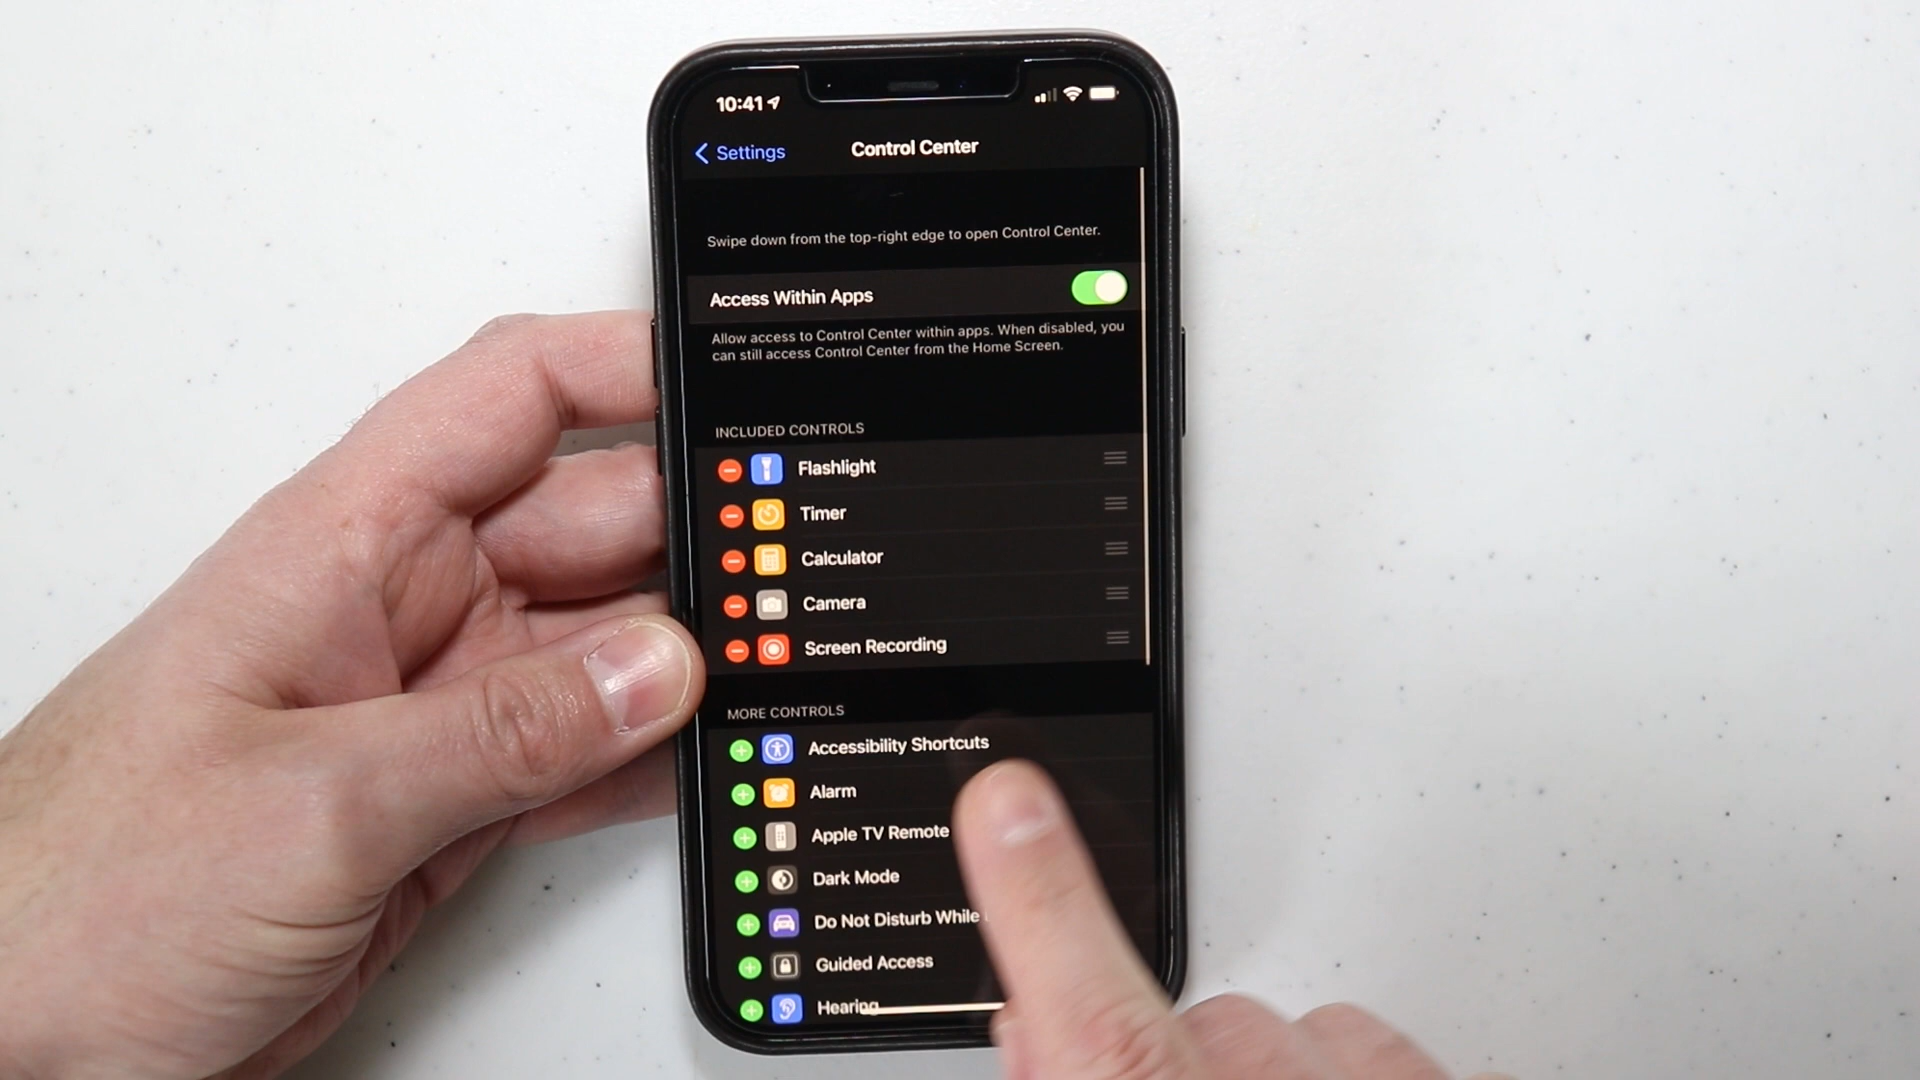 10:41
Settings
Control Center
Swipe down from the top-right edge to open Control Center.
Access Within Apps
Allow access to Control Center within apps. When disabled, you
can still access Control Center from the Home Screen.
INCLUDED CONTROLS
Flashlight
Timer
Calculator
Camera
Screen Recording
MORE CONTROLS
Accessibility Shortcuts
Alarm
Apple TV Remote
Dark Mode
Do Not Disturb While
Guided Access
Hearing